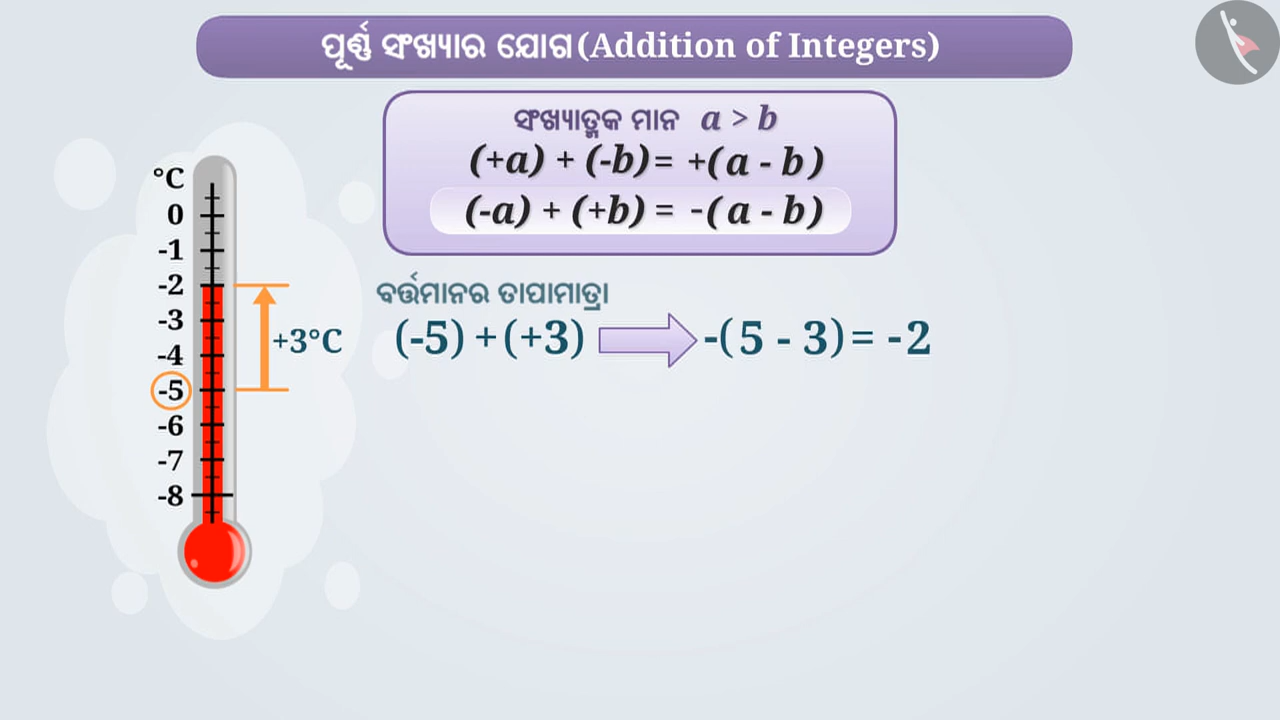 ପୂର୍ଣ୍ଣ ସଂଖ୍ୟାର ଯୋଗ(Addition of Integers)
ସଂଖ୍ୟାତ୍ମକ ମାନ a > b
(+a) + (-b)= +(a - b)
(-a) + (+b) = -(a - b)
°C
0
-1
-2
-3
-4
-5
-6
-7
-8
+3°C
ବର୍ତ୍ତମାନର ତାପାମାତ୍ରା
(-5) + (+3) -(5 - 3) = -2